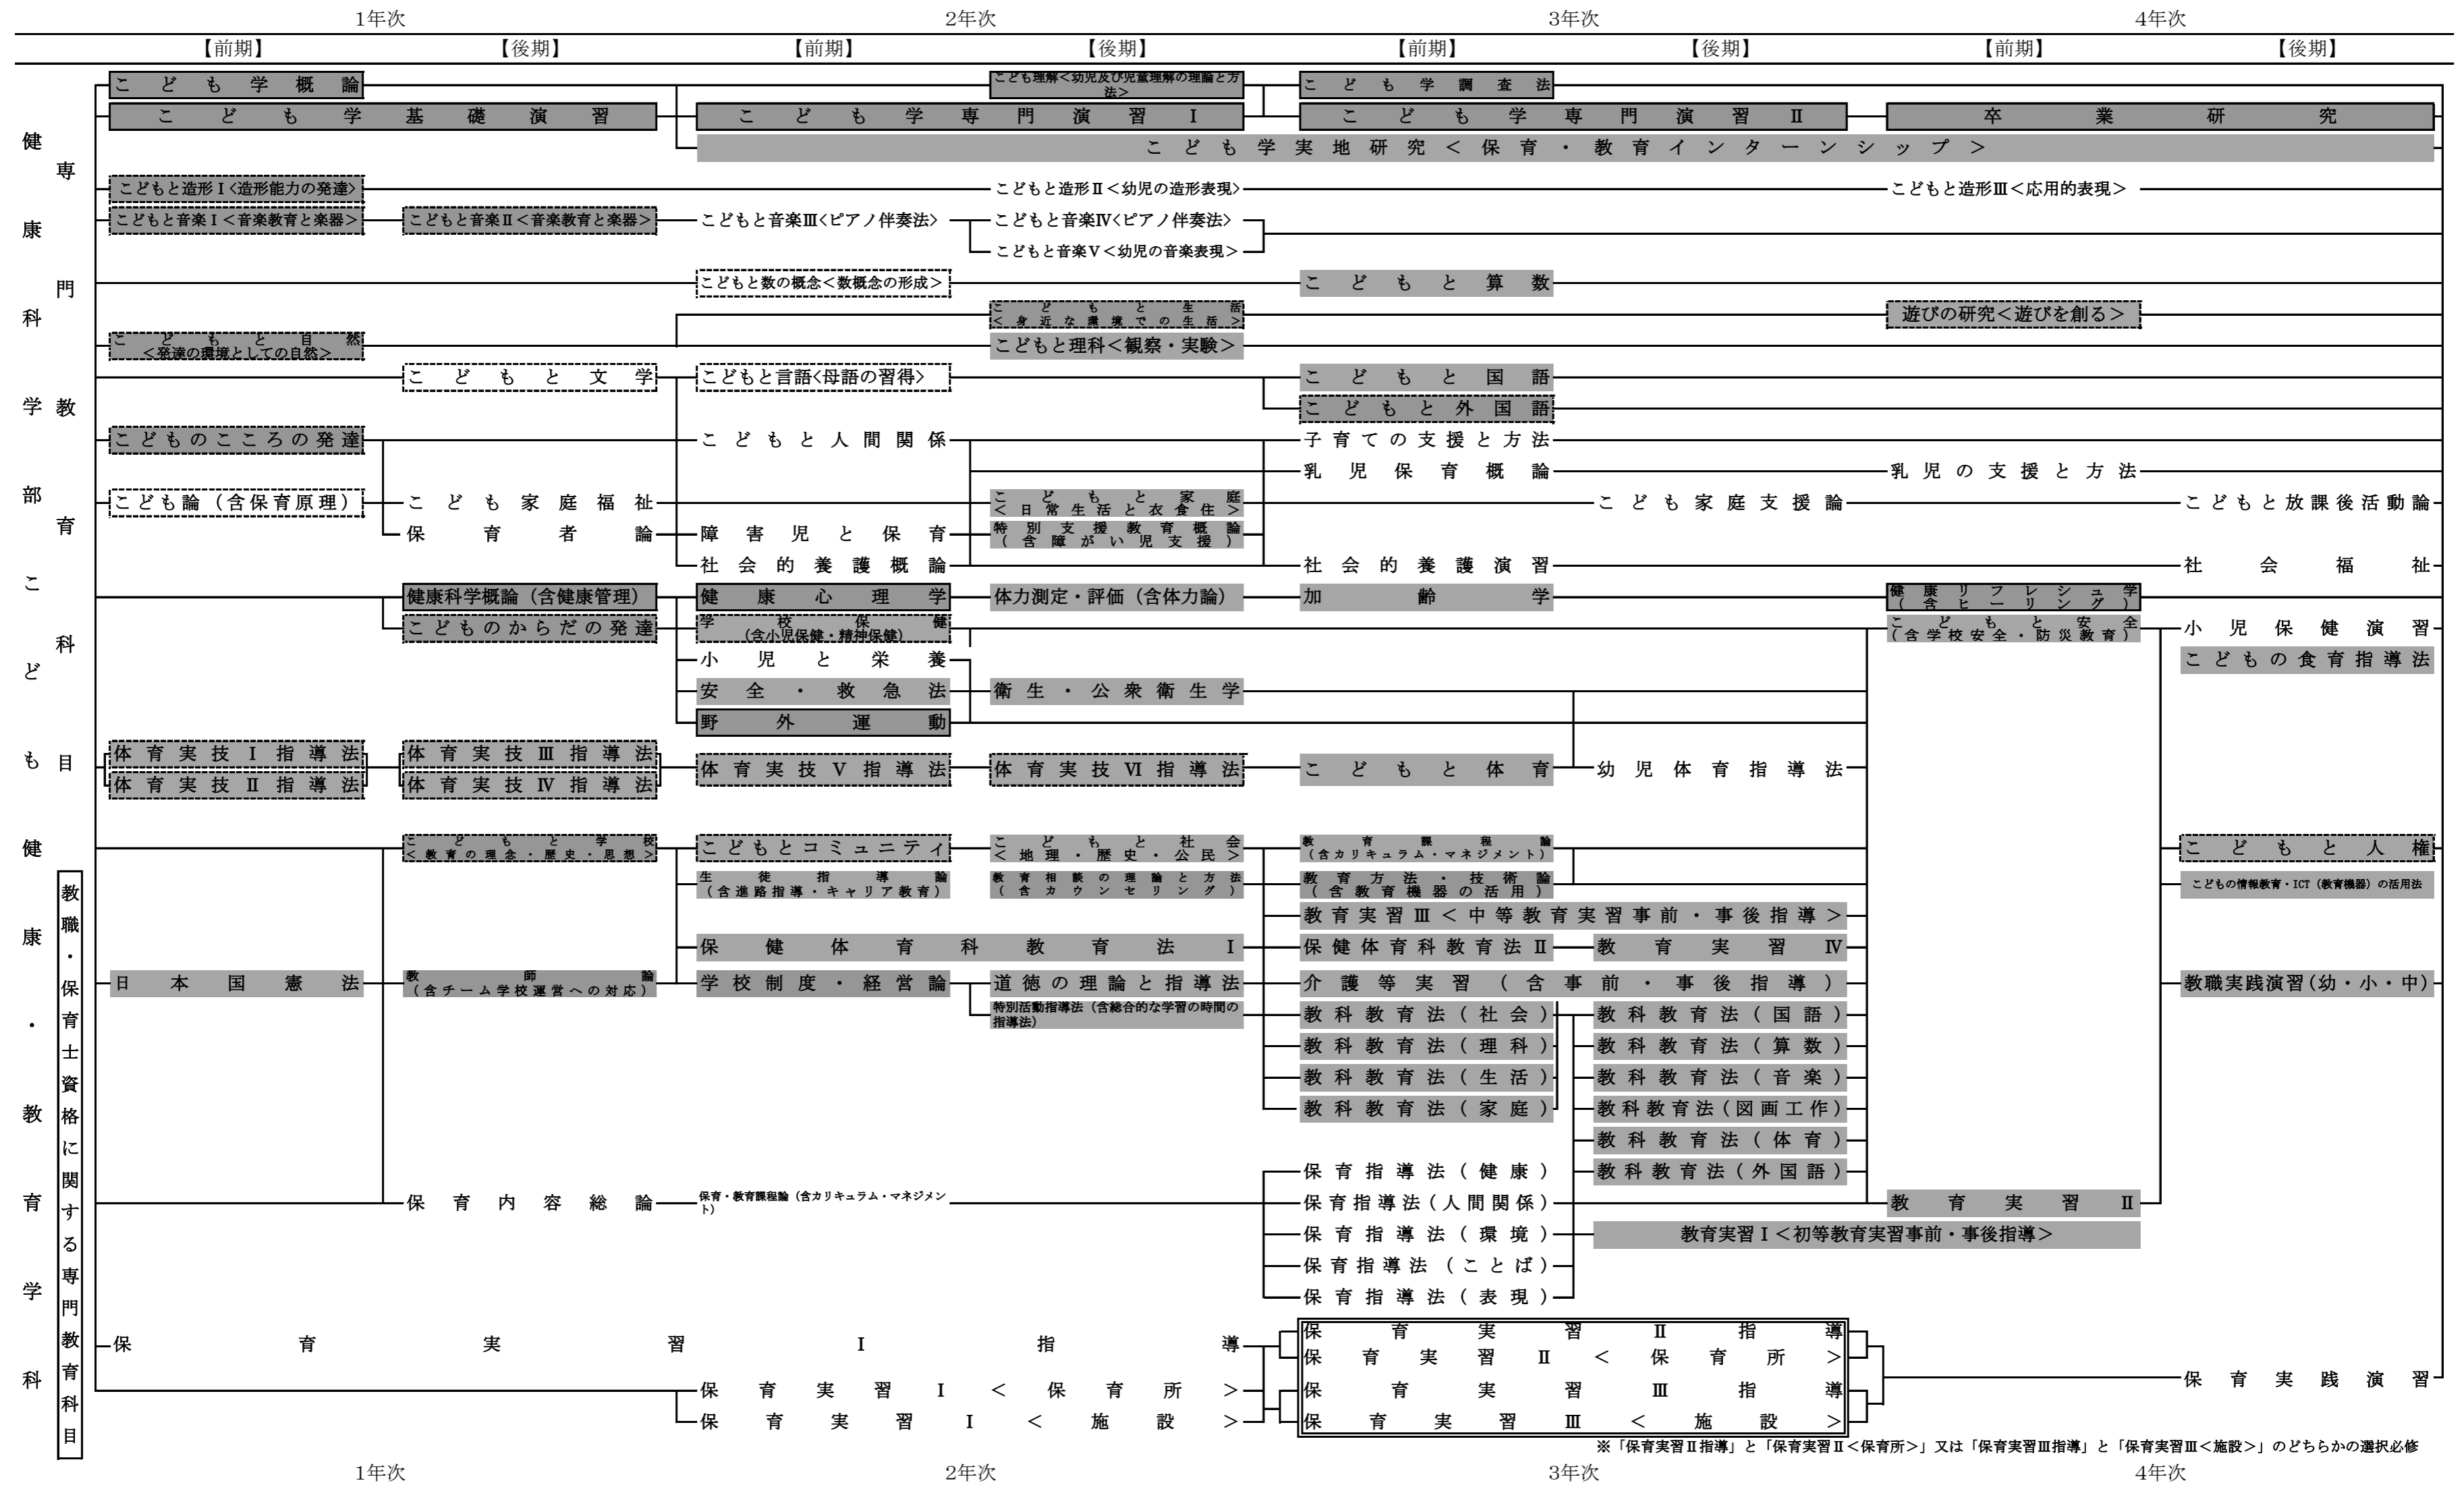 1年次 2年次 3年次 4年次
【前期】 【後期】 【前期】 【後期】 【前期】 【後期】 【前期】 【後期】
健康科学部こども健康・教育学科
専門教育科目
教職・保育士資格に関する専門教育科目
こども学概論 こども理解<幼児及び児童理解の理論と方法> こども学調査法
こども学基礎演習 こども学専門演習Ⅰ こども学専門演習Ⅱ 卒業研究
こども学実地研究<保育・教育インターンシップ>
こどもと造形Ⅰ<造形能力の発達> こどもと造形Ⅱ<幼児の造形表現> こどもと造形Ⅲ<応用的表現>
こどもと音楽Ⅰ<音楽教育と楽器> こどもと音楽Ⅱ<音楽教育と楽器> こどもと音楽Ⅲ<ピアノ伴奏法> こどもと音楽Ⅳ<ピアノ伴奏法>
こどもと音楽Ⅴ<幼児の音楽表現>
こどもと数の概念<数概念の形成> こどもと算数
こどもと生活<身近な環境での生活> 遊びの研究<遊びを創る>
こどもと自然<発達の環境としての自然> こどもと理科<観察・実験>
こどもと文学 こどもと言語<母語の習得> こどもと国語
こどもと外国語
こどものこころの発達 こどもと人間関係 子育ての支援と方法
乳児保育概論 乳児の支援と方法
こども論(含保育原理) こども家庭福祉 こどもと家庭<日常生活と衣食住> こども家庭支援論 こどもと放課後活動論
保育者論 障害児と保育 特別支援教育概論(含障がい児支援)
社会的養護概論 社会的養護演習 社会福祉
健康科学概論(含健康管理) 健康心理学 体力測定・評価(含体力論) 加齢学 健康リフレシュ学(含ヒーリング)
こどものからだの発達 学校保健(含小児保健・精神保健) こどもと安全(含学校安全・防災教育) 小児保健演習
小児と栄養 こどもの食育指導法
安全・救急法 衛生・公衆衛生学
野外運動
体育実技Ⅰ指導法 体育実技Ⅲ指導法
体育実技Ⅴ指導法 体育実技Ⅵ指導法 こどもと体育 幼児体育指導法
体育実技Ⅱ指導法 体育実技Ⅳ指導法
こどもと学校<教育の理念・歴史・思想> こどもとコミュニティ こどもと社会<地理・歴史・公民> 教育課程論(含カリキュラム・マネジメント) こどもと人権
生徒指導論(含進路指導・キャリア教育) 教育相談の理論と方法(含カウンセリング) 教育方法・技術論(含教育機器の活用) こどもの情報教育・ICT(教育機器)の活用法
教育実習Ⅲ<中等教育実習事前・事後指導>
保健体育科教育法Ⅰ 保健体育科教育法Ⅱ 教育実習Ⅳ
日本国憲法 教師論(含チーム学校運営への対応) 学校制度・経営論 道徳の理論と指導法 介護等実習(含事前・事後指導) 教職実践演習(幼・小・中)
特別活動指導法(含総合的な学習の時間の指導法) 教科教育法(社会) 教科教育法(国語)
教科教育法(理科) 教科教育法(算数)
教科教育法(生活) 教科教育法(音楽)
教科教育法(家庭) 教科教育法(図画工作)
教科教育法(体育)
保育指導法(健康) 教科教育法(外国語)
保育内容総論 保育・教育課程論(含カリキュラム・マネジメント) 保育指導法(人間関係) 教育実習Ⅱ
保育指導法(環境) 教育実習Ⅰ<初等教育実習事前・事後指導>
保育指導法(ことば)
保育指導法(表現)
保育実習Ⅰ指導 保育実習Ⅱ指導
保育実習Ⅱ<保育所>
保育実習Ⅰ<保育所> 保育実習Ⅲ指導 保育実践演習
保育実習Ⅰ<施設> 保育実習Ⅲ<施設>
※「保育実習Ⅱ指導」と「保育実習Ⅱ<保育所>」又は「保育実習Ⅲ指導」と「保育実習Ⅲ<施設>」のどちらかの選択必修
1年次 2年次 3年次 4年次